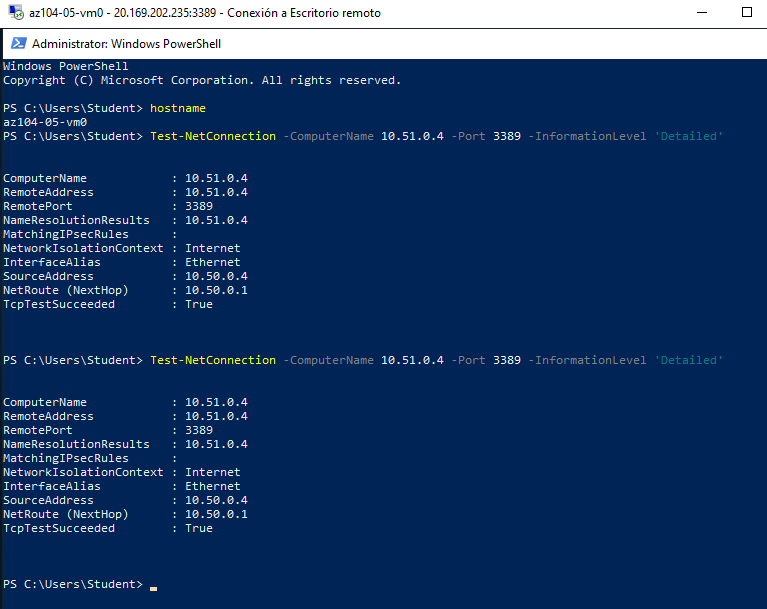 az104-05-vm0 - 20.169.202.235:3389 - Conexión a Escritorio remoto
Administrator: Windows PowerShell
Windows PowerShell
Copyright (C) Microsoft Corporation. All rights reserved.
PS C:\Users\Student> hostname
az104-05-vm0
PS C:\Users\Student> Test-NetConnection -ComputerName 10.51.0.4 -Port 3389 -InformationLevel 'Detailed'
ComputerName            : 10.51.0.4
RemoteAddress           : 10.51.0.4
RemotePort              : 3389
NameResolutionResults   : 10.51.0.4
MatchingIPsecRules      :
NetworkIsolationContext : Internet
InterfaceAlias          : Ethernet
SourceAddress           : 10.50.0.4
NetRoute (NextHop)      : 10.50.0.1
TcpTestSucceeded        : True
PS C:\Users\Student> Test-NetConnection -ComputerName 10.51.0.4 -Port 3389 -InformationLevel 'Detailed'
ComputerName            : 10.51.0.4
RemoteAddress           : 10.51.0.4
RemotePort              : 3389
NameResolutionResults   : 10.51.0.4
MatchingIPsecRules      :
NetworkIsolationContext : Internet
InterfaceAlias          : Ethernet
SourceAddress           : 10.50.0.4
NetRoute (NextHop)      : 10.50.0.1
TcpTestSucceeded        : True
PS C:\Users\Student>